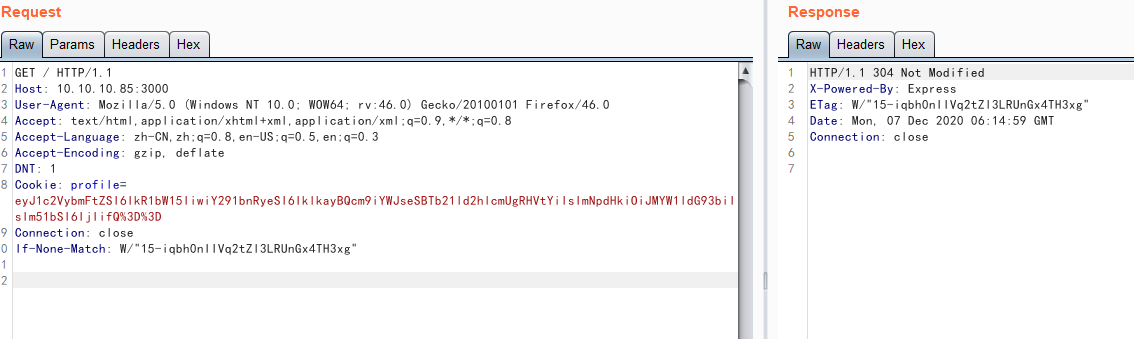 Request
Raw Params Headers Hex
1 GET / HTTP/1.1
2 Host: 10.10.10.85:3000
3 User-Agent: Mozilla/5.0 (Windows NT 10.0; WOW64; rv:46.0) Gecko/20100101 Firefox/46.0
4 Accept: text/html,application/xhtml+xml,application/xml;q=0.9,*/*;q=0.8
5 Accept-Language: zh-CN,zh;q=0.8,en-US;q=0.5,en;q=0.3
6 Accept-Encoding: gzip, deflate
7 DNT: 1
8 Cookie: profile=
eyJ1c2VybmFtZSI6IkR1bW15IiwiY291bnRyeSI6IklkayBQcm9iYWJseSBTb21ld2hlcmUgRHVtYiIsImNpdHkiOiJMYW1ldG93biI
sIm51bSI6IjIifQ%3D%3D
9 Connection: close
0 If-None-Match: W/"15-iqbh0nIIVq2tZl3LRUnGx4TH3xg"
1
2
Response
Raw Headers Hex
1 HTTP/1.1 304 Not Modified
2 X-Powered-By: Express
3 ETag: W/"15-iqbh0nIIVq2tZl3LRUnGx4TH3xg"
4 Date: Mon, 07 Dec 2020 06:14:59 GMT
5 Connection: close
6
7